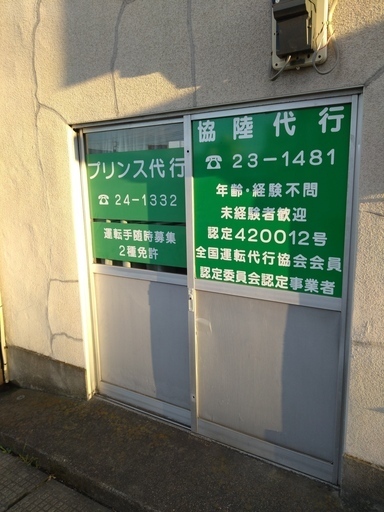 プリンス代行
☎ 24-1332
運転手随時募集
2種免許
協陸代行
☎ 23-1481
年齢・経験不問
未経験者歓迎
認定420012号
全国運転代行協会会員
認定委員会認定事業者